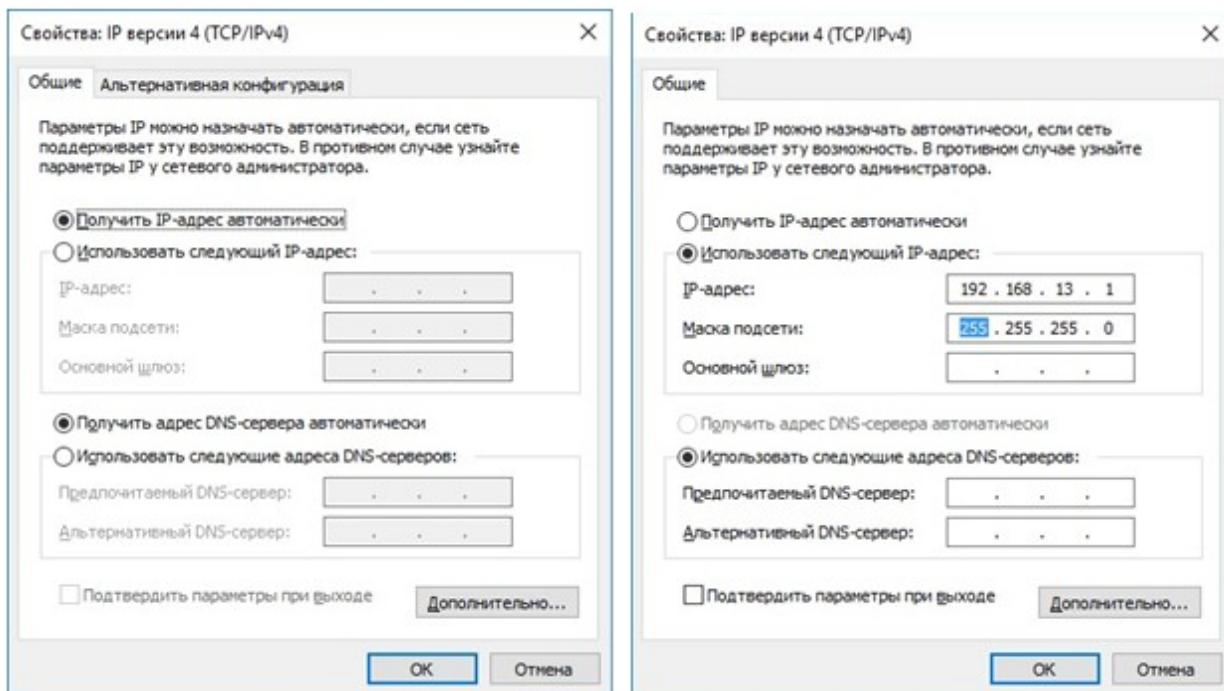 Свойства: IP версии 4 (TCP/IPv4)
Общие
Альтернативная конфигурация
Параметры IP можно назначать автоматически, если сеть
поддерживает эту возможность. В противном случае узнайте
параметры IP у сетевого администратора.
Получить IP-адрес автоматически
Использовать следующий IP-адрес:
IP-адрес:
Маска подсети:
Основной шлюз:
Получить адрес DNS-сервера автоматически
Использовать следующие адреса DNS-серверов:
Предпочитаемый DNS-сервер:
Альтернативный DNS-сервер:
Подтвердить параметры при выходе
Дополнительно...
ОК
Отмена
Свойства: IP версии 4 (TCP/IPv4)
Общие
Параметры IP можно назначать автоматически, если сеть
поддерживает эту возможность. В противном случае узнайте
параметры IP у сетевого администратора.
Получить IP-адрес автоматически
Использовать следующий IP-адрес:
IP-адрес: 192 . 168 . 13 . 1
Маска подсети: 255 . 255 . 255 . 0
Основной шлюз:
Получить адрес DNS-сервера автоматически
Использовать следующие адреса DNS-серверов:
Предпочитаемый DNS-сервер:
Альтернативный DNS-сервер:
Подтвердить параметры при выходе
Дополнительно...
ОК
Отмена